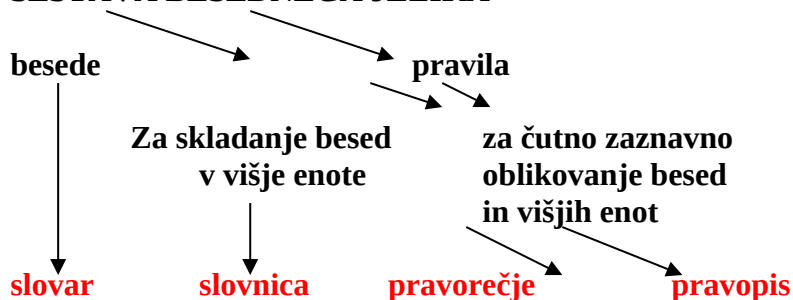 besede pravila
Za skladanje besed za čutno zaznavno
v višje enote oblikovanje besed
in višjih enot
slovar slovnica pravorečje pravopis